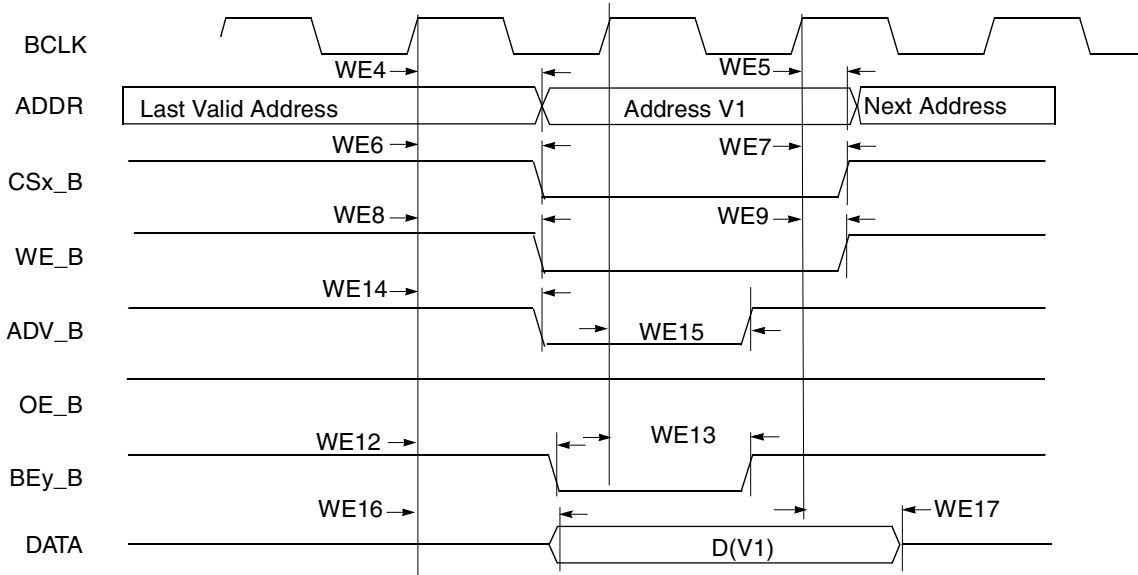 BCLK
WE4 WE5
ADDR Last Valid Address Address V1 Next Address
WE6 WE7
CSx_B
WE8 WE9
WE_B
WE14
ADV_B WE15
OE_B
WE12 WE13
BEy_B
WE16 WE17
DATA D(V1)